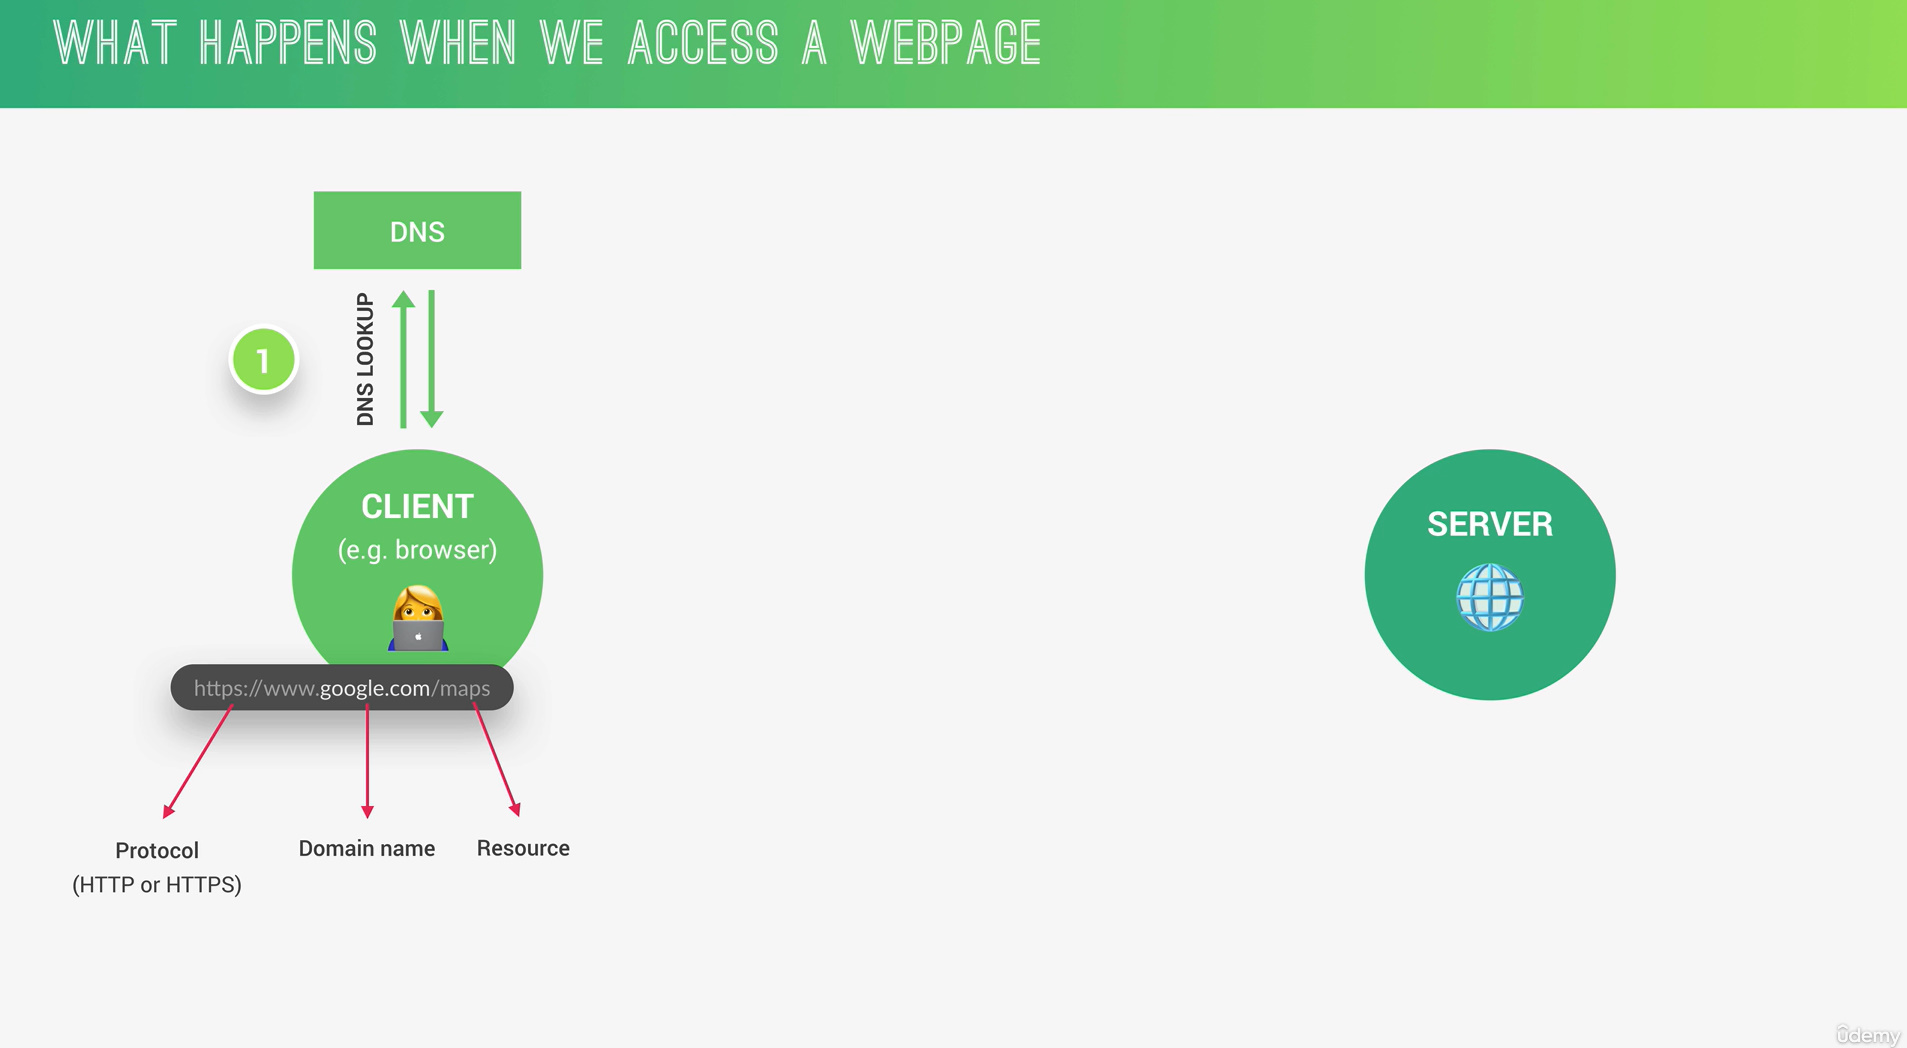 WHAT HAPPENS WHEN WE ACCESS A WEBPAGE
DNS
DNS LOOKUP
1
CLIENT
(e.g. browser)
SERVER
https://www.google.com/maps
Protocol
(HTTP or HTTPS)
Domain name
Resource
ûdemy